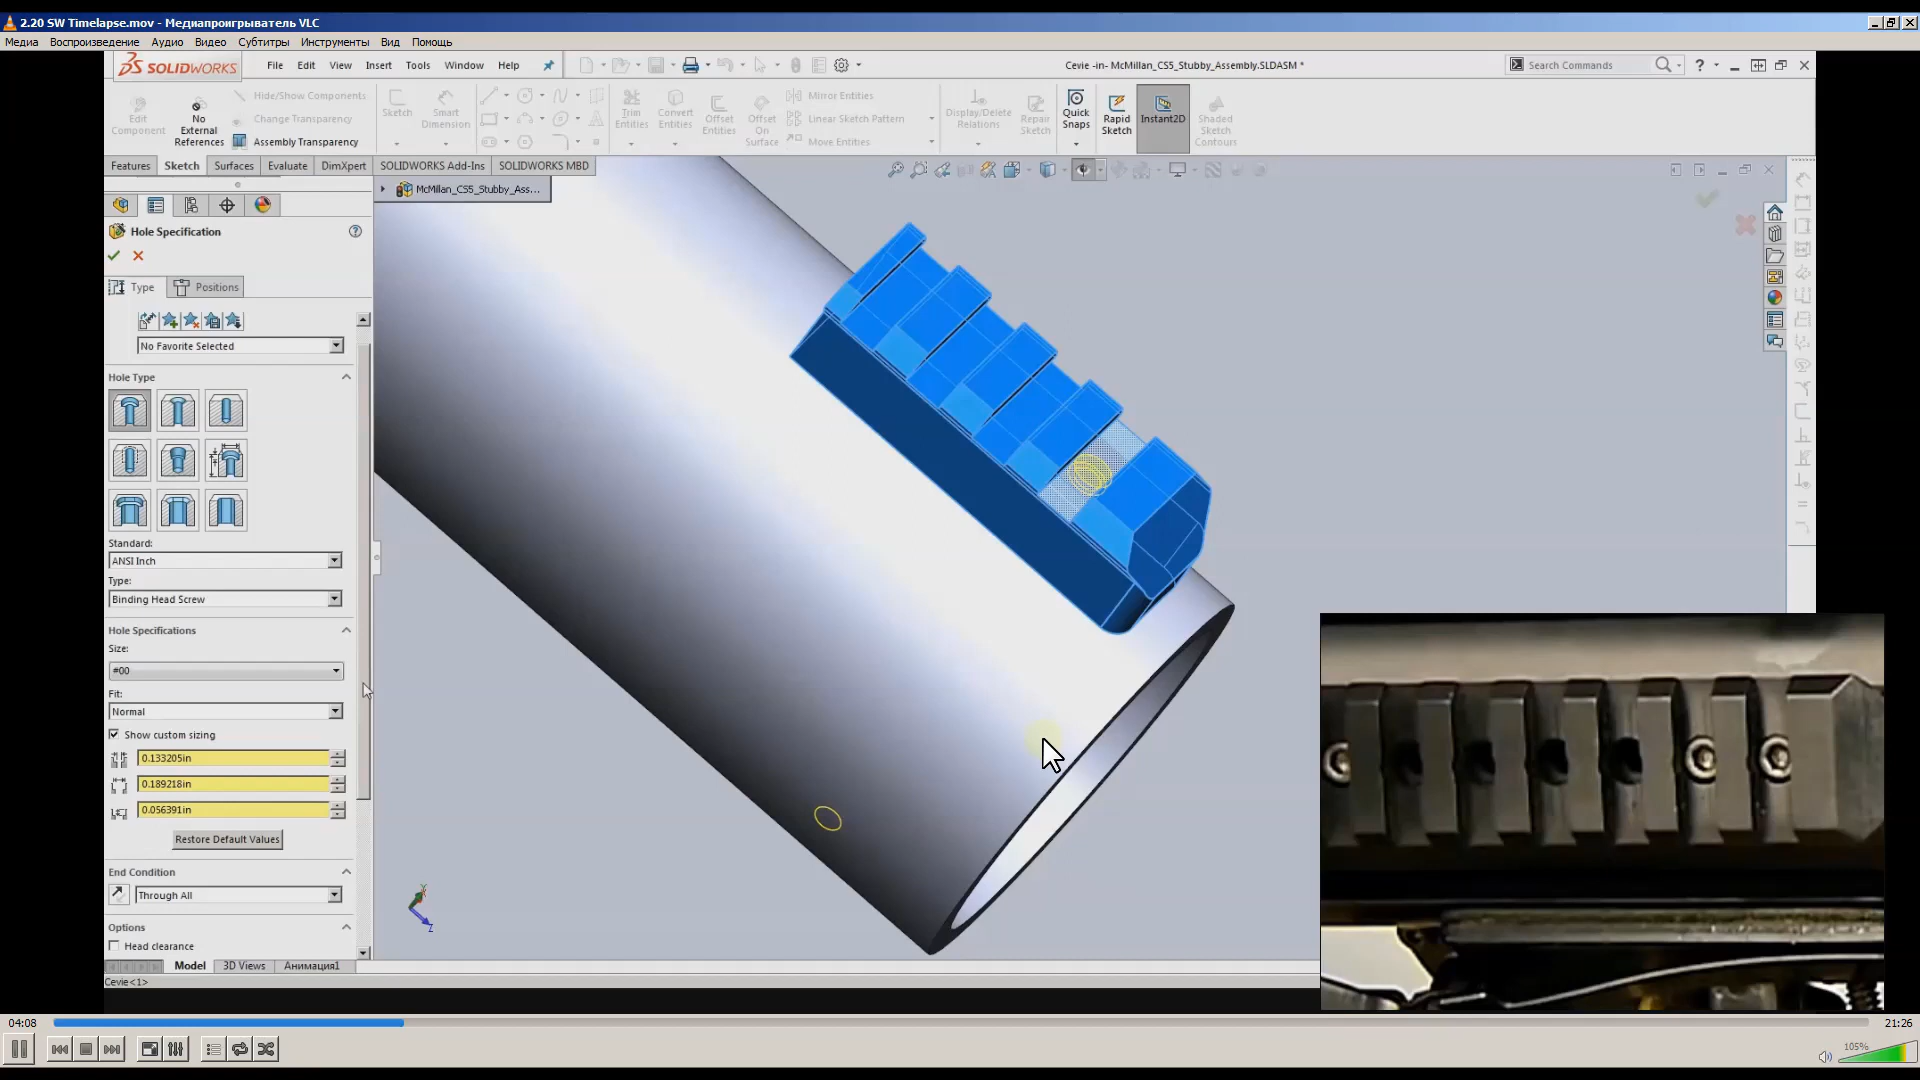 2.20 SW Timelapse.mov - Медиапроигрыватель VLC
Медиа Воспроизведение Аудио Видео Субтитры Инструменты Вид Помощь
SOLIDWORKS File Edit View Insert Tools Window Help
Cevie -in- McMillan_CS5_Stubby_Assembly.SLDASM *
Search Commands
Edit Component
No External References
Hide/Show Components
Change Transparency
Assembly Transparency
Sketch
Smart Dimension
Trim Entities
Convert Entities
Offset Entities
Offset On Surface
Mirror Entities
Linear Sketch Pattern
Move Entities
Display/Delete Relations
Repair Sketch
Quick Snaps
Rapid Sketch
Instant2D
Shaded Sketch Contours
Features Sketch Surfaces Evaluate DimXpert SOLIDWORKS Add-Ins SOLIDWORKS MBD
McMillan_CS5_Stubby_Ass...
Hole Specification
Type Positions
No Favorite Selected
Hole Type
Standard:
ANSI Inch
Type:
Binding Head Screw
Hole Specifications
Size:
#00
Fit:
Normal
Show custom sizing
0.133205in
0.189218in
0.056391in
Restore Default Values
End Condition
Through All
Options
Head clearance
Model 3D Views Анимация1
Cevie<1>
04:08
21:26
105%